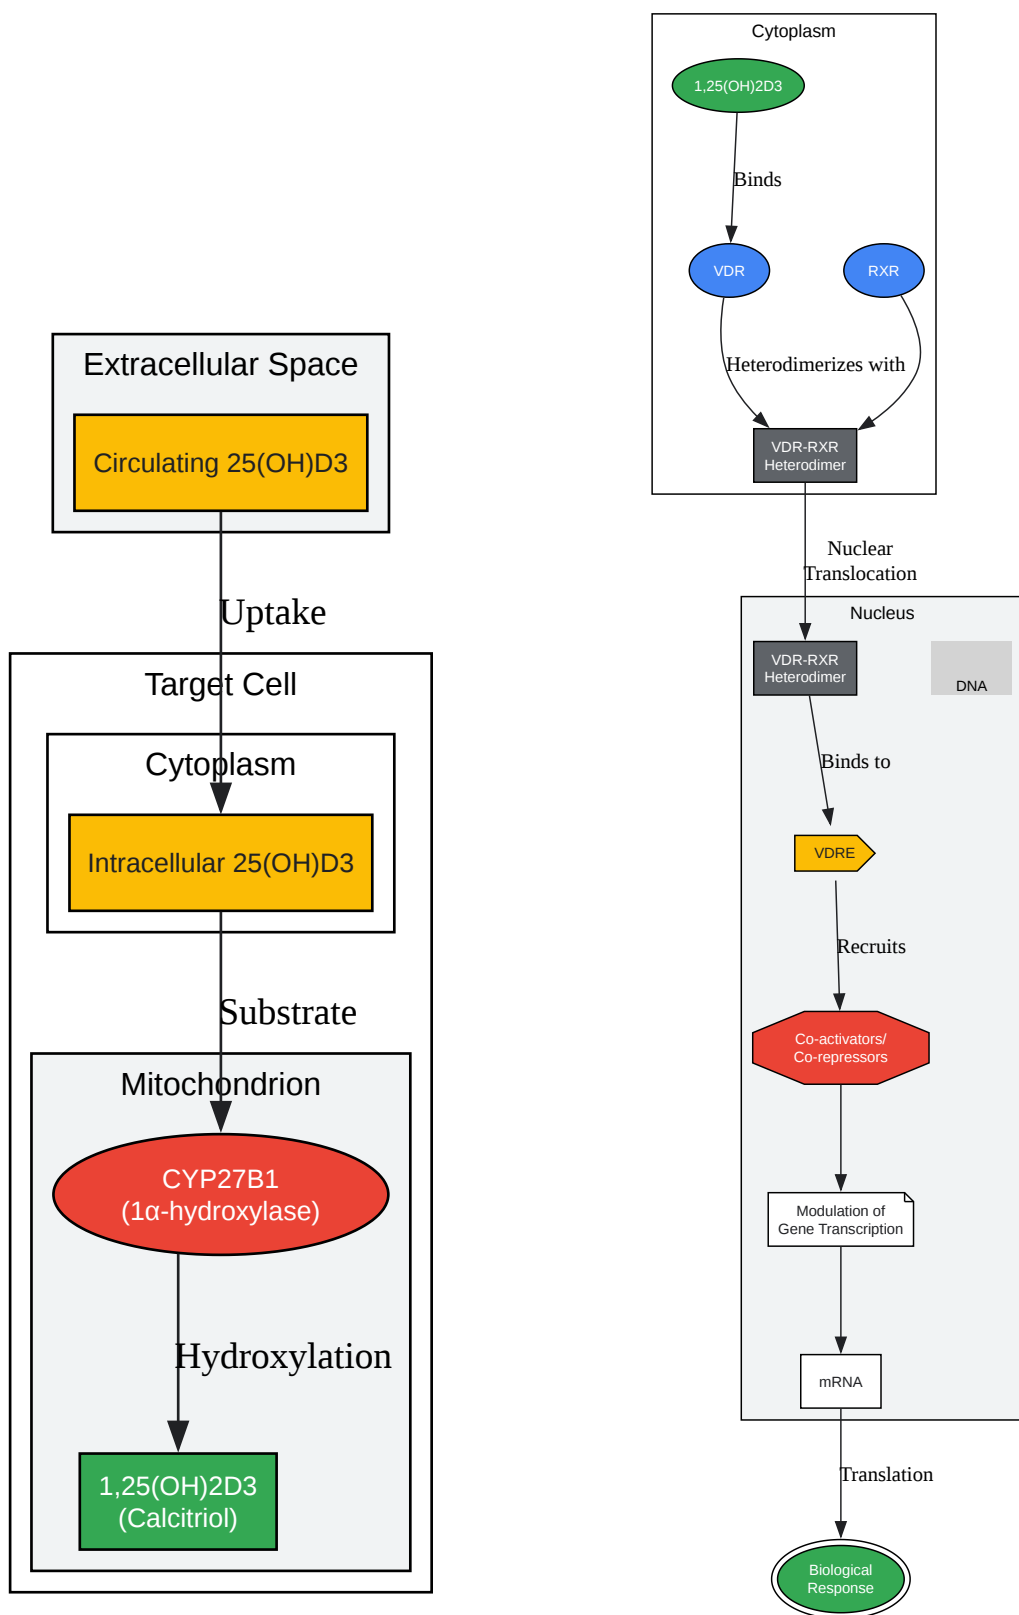 Extracellular Space
Circulating 25(OH)D3
Uptake
Target Cell
Cytoplasm
Intracellular 25(OH)D3
Substrate
Mitochondrion
CYP27B1
(1α-hydroxylase)
Hydroxylation
1,25(OH)2D3
(Calcitriol)
Cytoplasm
1,25(OH)2D3
Binds
VDR
RXR
Heterodimerizes with
VDR-RXR
Heterodimer
Nuclear
Translocation
Nucleus
VDR-RXR
Heterodimer
DNA
Binds to
VDRE
Recruits
Co-activators/
Co-repressors
Modulation of
Gene Transcription
mRNA
Translation
Biological
Response